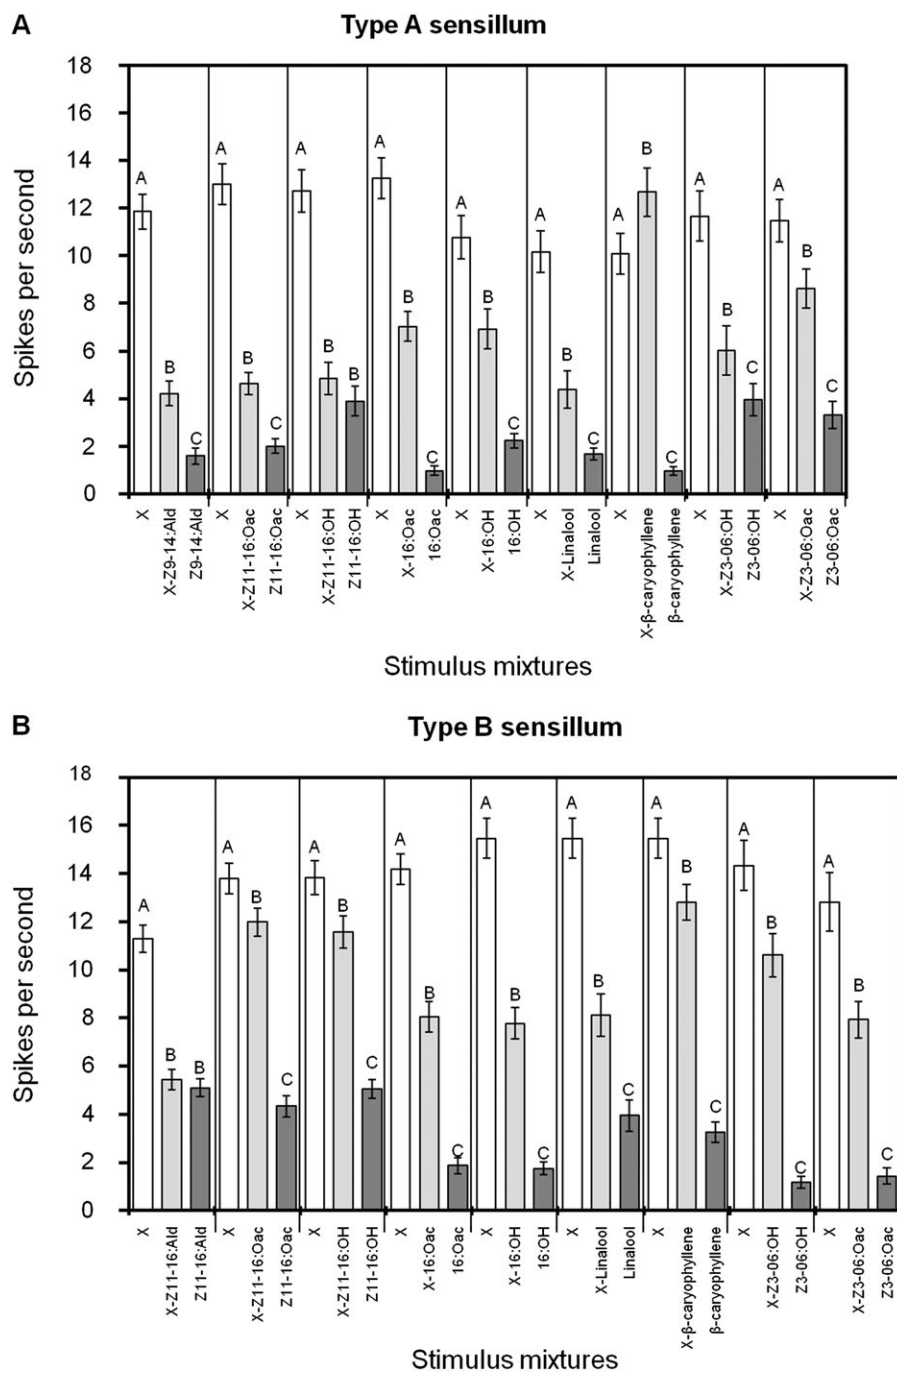 A
Type A sensillum
Spikes per second
18
16
14
12
10
8
6
4
2
0
A
B
C
A
B
C
A
B
B
A
B
C
A
B
C
A
B
C
A
B
C
A
B
C
A
B
C
X
X-Z9-14:Ald
Z9-14:Ald
X
X-Z11-16:Oac
Z11-16:Oac
X
X-Z11-16:OH
Z11-16:OH
X
X-16:Oac
16:Oac
X
X-16:OH
16:OH
X
X-Linalool
Linalool
X
X-β-caryophyllene
β-caryophyllene
X
X-Z3-06:OH
Z3-06:OH
X
X-Z3-06:Oac
Z3-06:Oac
Stimulus mixtures
B
Type B sensillum
Spikes per second
18
16
14
12
10
8
6
4
2
0
A
B
B
A
B
C
A
B
C
A
B
C
A
B
C
A
B
C
A
B
C
A
B
C
A
B
C
X
X-Z11-16:Ald
Z11-16:Ald
X
X-Z11-16:Oac
Z11-16:Oac
X
X-Z11-16:OH
Z11-16:OH
X
X-16:Oac
16:Oac
X
X-16:OH
16:OH
X
X-Linalool
Linalool
X
X-β-caryophyllene
β-caryophyllene
X
X-Z3-06:OH
Z3-06:OH
X
X-Z3-06:Oac
Z3-06:Oac
Stimulus mixtures